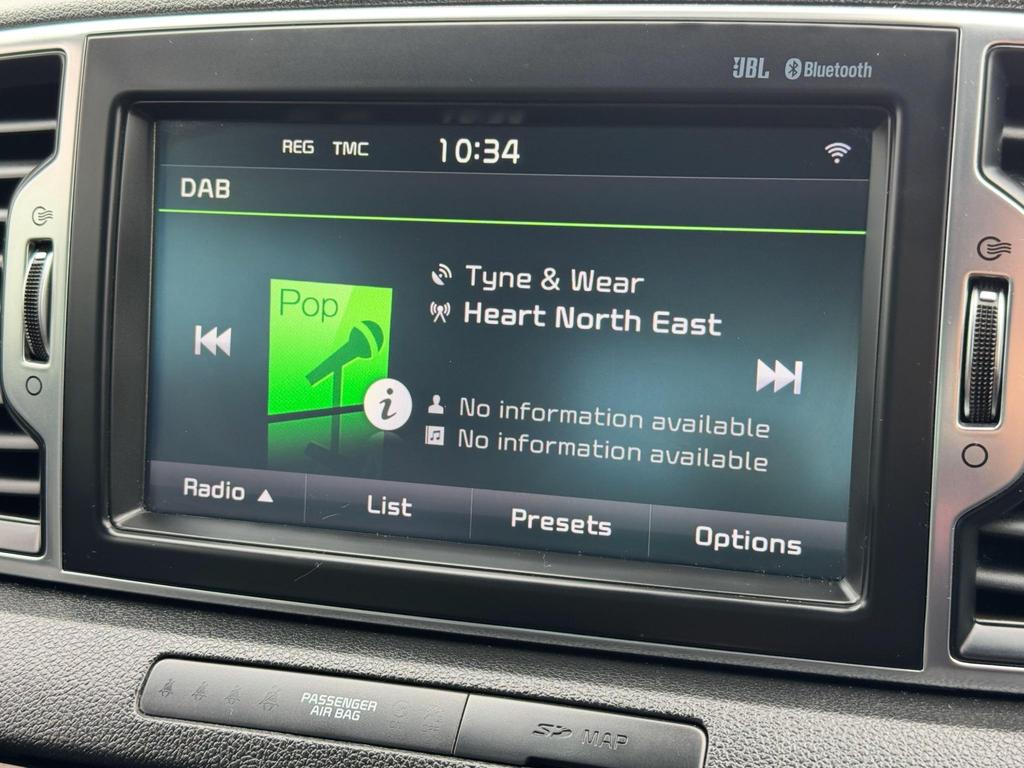 JBL Bluetooth
REG TMC 10:34
DAB
Pop
Tyne & Wear
Heart North East
i
No information available
No information available
Radio ▲
List
Presets
Options
PASSENGER
AIR BAG
SD MAP